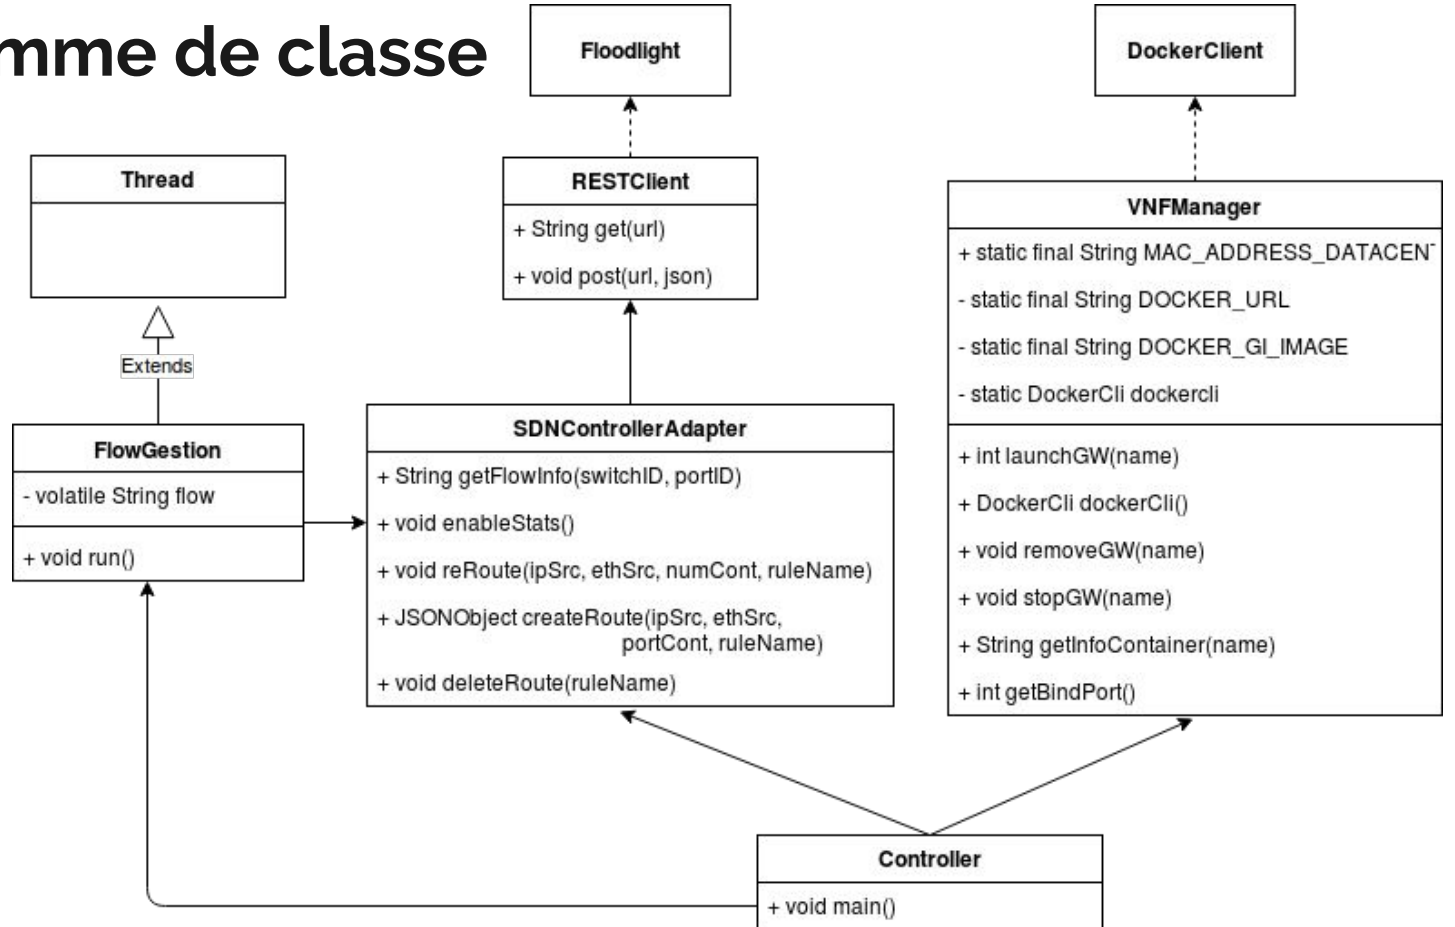 mme de classe
Floodlight
DockerClient
Thread
RESTClient
+ String get(url)
+ void post(url, json)
VNFManager
+ static final String MAC_ADDRESS_DATACEN
- static final String DOCKER_URL
- static final String DOCKER_GI_IMAGE
- static DockerCli dockercli
+ int launchGW(name)
+ DockerCli dockerCli()
+ void removeGW(name)
+ void stopGW(name)
+ String getInfoContainer(name)
+ int getBindPort()
Extends
FlowGestion
- volatile String flow
+ void run()
SDNControllerAdapter
+ String getFlowInfo(switchID, portID)
+ void enableStats()
+ void reRoute(ipSrc, ethSrc, numCont, ruleName)
+ JSONObject createRoute(ipSrc, ethSrc,
portCont, ruleName)
+ void deleteRoute(ruleName)
Controller
+ void main()